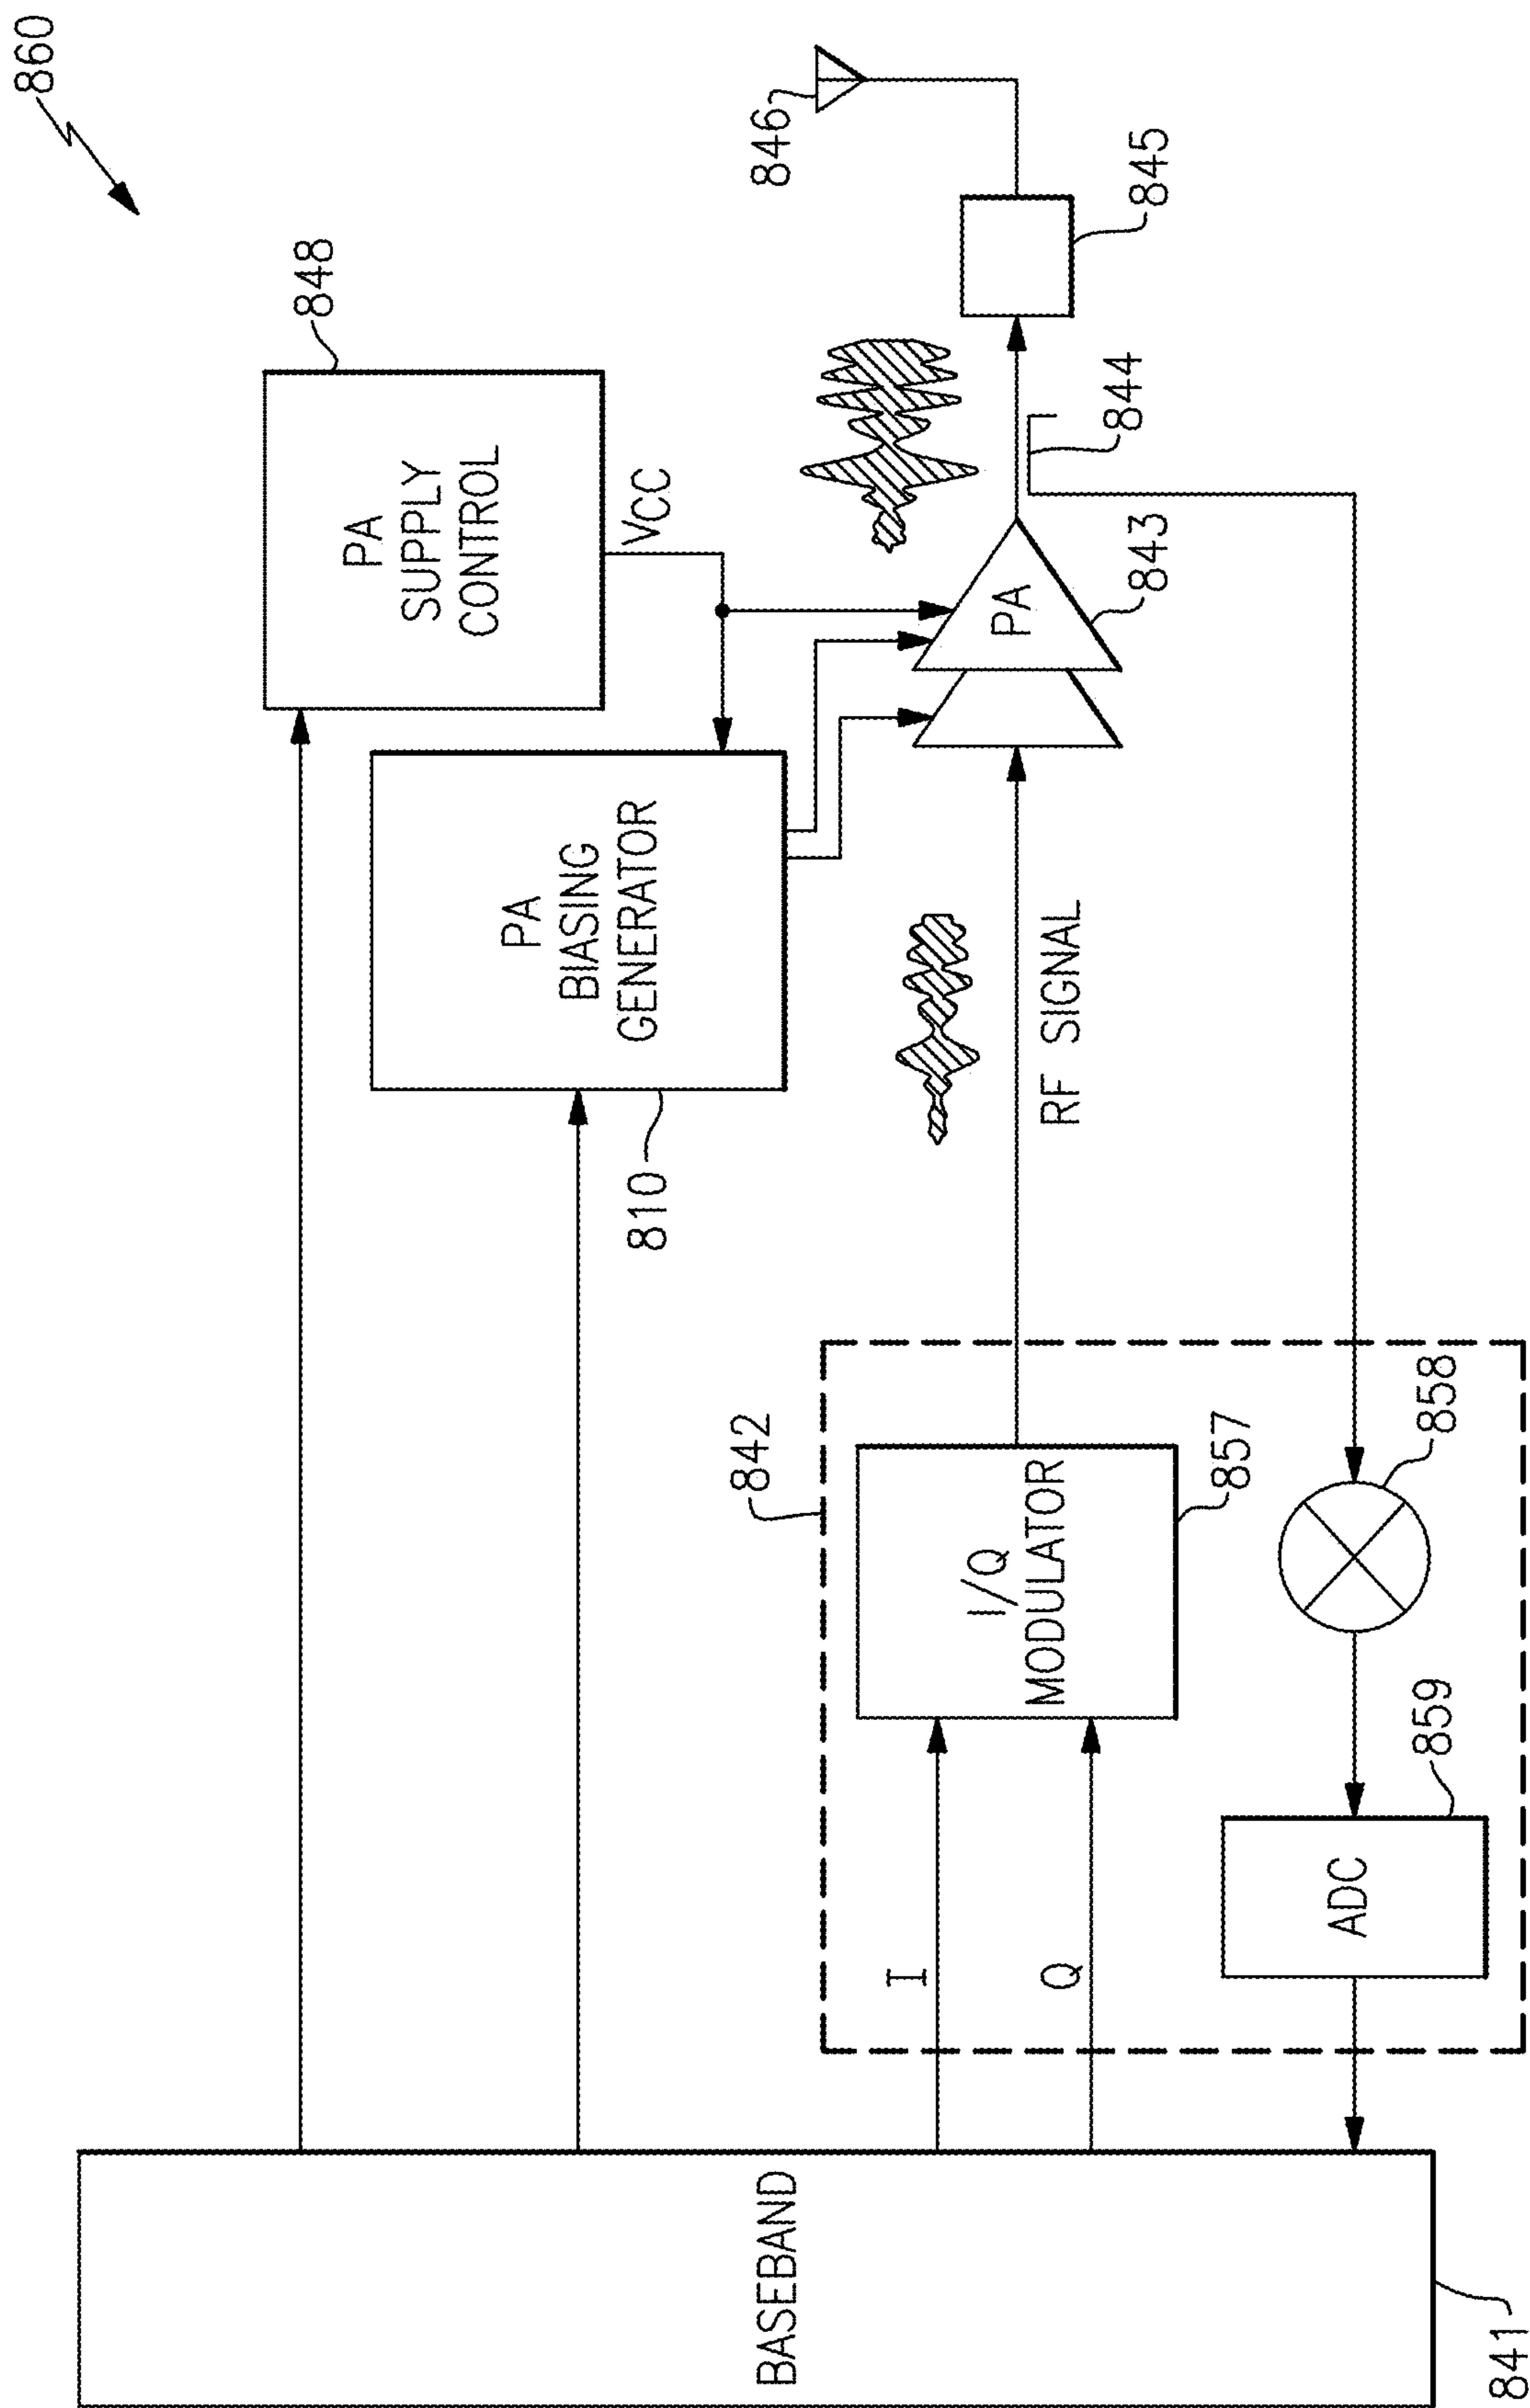 860
848
PA
SUPPLY
CONTROL
VCC
PA
BIASING
GENERATOR
810
846
845
844
PA
843
RF SIGNAL
842
I/Q
MODULATOR
857
858
ADC
859
I
Q
BASEBAND
841